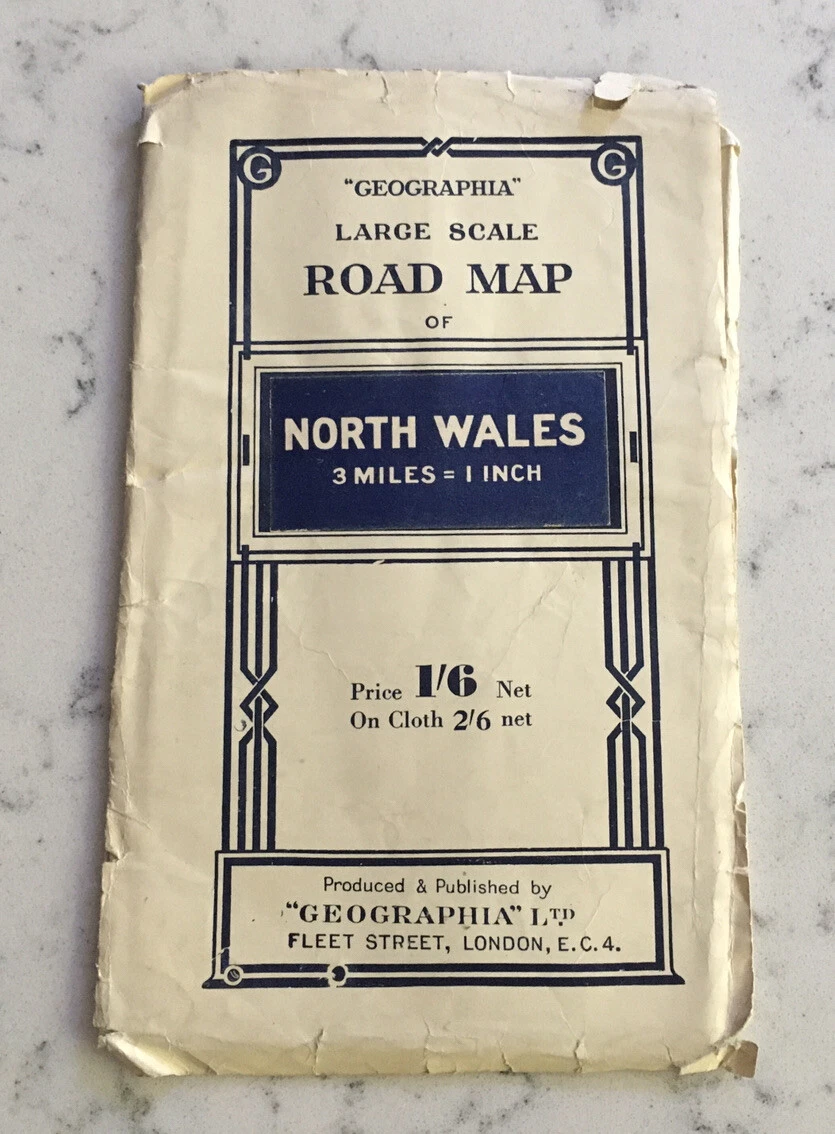 G G
"GEOGRAPHIA"
LARGE SCALE
ROAD MAP
OF
NORTH WALES
3 MILES = 1 INCH
Price 1/6 Net
On Cloth 2/6 net
Produced & Published by
"GEOGRAPHIA" LTD
FLEET STREET, LONDON, E.C.4.